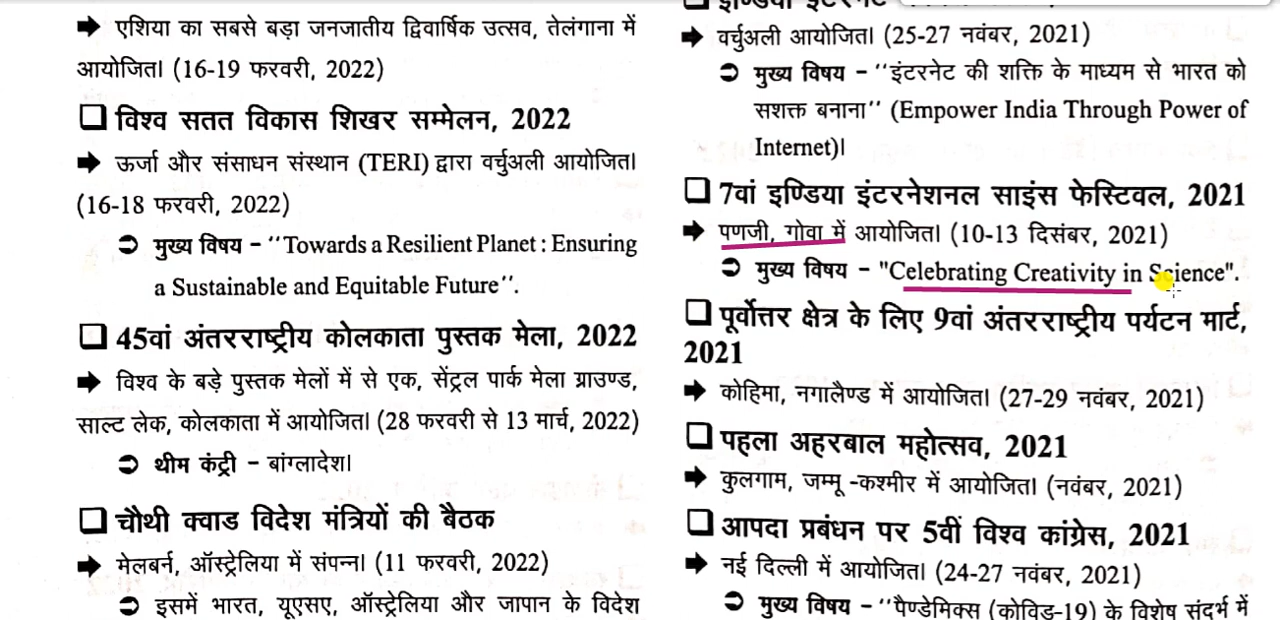 ➡ एशिया का सबसे बड़ा जनजातीय द्विवार्षिक उत्सव, तेलंगाना में
आयोजित। (16-19 फरवरी, 2022)
❑ विश्व सतत विकास शिखर सम्मेलन, 2022
➡ ऊर्जा और संसाधन संस्थान (TERI) द्वारा वर्चुअली आयोजित।
(16-18 फरवरी, 2022)
➲ मुख्य विषय – ‘‘Towards a Resilient Planet : Ensuring
a Sustainable and Equitable Future’’.
❑ 45वां अंतरराष्ट्रीय कोलकाता पुस्तक मेला, 2022
➡ विश्व के बड़े पुस्तक मेलों में से एक, सेंट्रल पार्क मेला ग्राउण्ड,
साल्ट लेक, कोलकाता में आयोजित। (28 फरवरी से 13 मार्च, 2022)
➲ थीम कंट्री – बांग्लादेश।
❑ चौथी क्वाड विदेश मंत्रियों की बैठक
➡ मेलबर्न, ऑस्ट्रेलिया में संपन्न। (11 फरवरी, 2022)
➲ इसमें भारत, यूएसए, ऑस्ट्रेलिया और जापान के विदेश
❑ इण्डिया इंटरनेट
➡ वर्चुअली आयोजित। (25-27 नवंबर, 2021)
➲ मुख्य विषय – ‘‘इंटरनेट की शक्ति के माध्यम से भारत को
सशक्त बनाना’’ (Empower India Through Power of
Internet)।
❑ 7वां इण्डिया इंटरनेशनल साइंस फेस्टिवल, 2021
➡ पणजी, गोवा में आयोजित। (10-13 दिसंबर, 2021)
➲ मुख्य विषय – "Celebrating Creativity in Science".
❑ पूर्वोत्तर क्षेत्र के लिए 9वां अंतरराष्ट्रीय पर्यटन मार्ट,
2021
➡ कोहिमा, नगालैण्ड में आयोजित। (27-29 नवंबर, 2021)
❑ पहला अहरबाल महोत्सव, 2021
➡ कुलगाम, जम्मू -कश्मीर में आयोजित। (नवंबर, 2021)
❑ आपदा प्रबंधन पर 5वीं विश्व कांग्रेस, 2021
➡ नई दिल्ली में आयोजित। (24-27 नवंबर, 2021)
➲ मुख्य विषय – ‘‘पैण्डेमिक्स (कोविड-19) के विशेष संदर्भ में